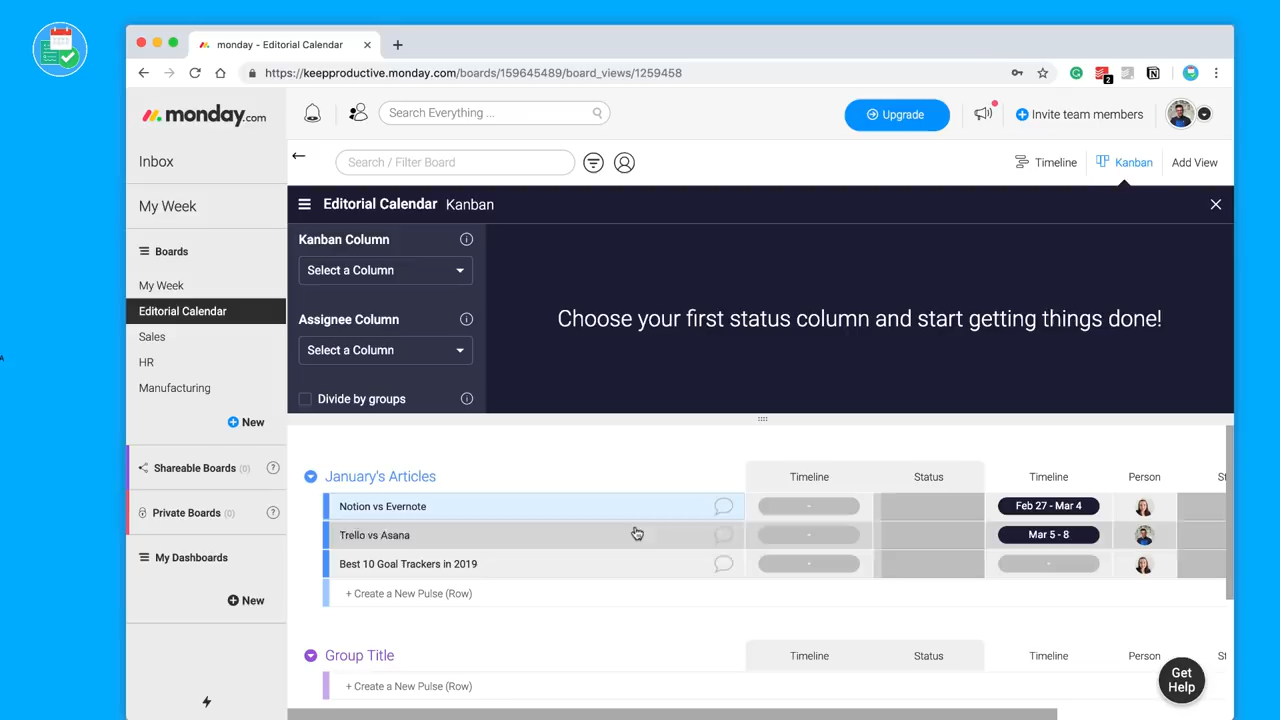 monday - Editorial Calendar
https://keepproductive.monday.com/boards/159645489/board_views/1259458
2
monday.com
Search Everything ...
Upgrade
Invite team members
Inbox
My Week
Boards
My Week
Editorial Calendar
Sales
HR
Manufacturing
New
Shareable Boards (0) ?
Private Boards (0) ?
My Dashboards
New
Search / Filter Board
Timeline
Kanban
Add View
Editorial Calendar Kanban
Kanban Column
Select a Column
Assignee Column
Select a Column
Divide by groups
Choose your first status column and start getting things done!
January's Articles Timeline Status Timeline Person St
Notion vs Evernote - Feb 27 - Mar 4
Trello vs Asana - Mar 5 - 8
Best 10 Goal Trackers in 2019 - -
+ Create a New Pulse (Row)
Group Title Timeline Status Timeline Person St
+ Create a New Pulse (Row)
Get
Help
A